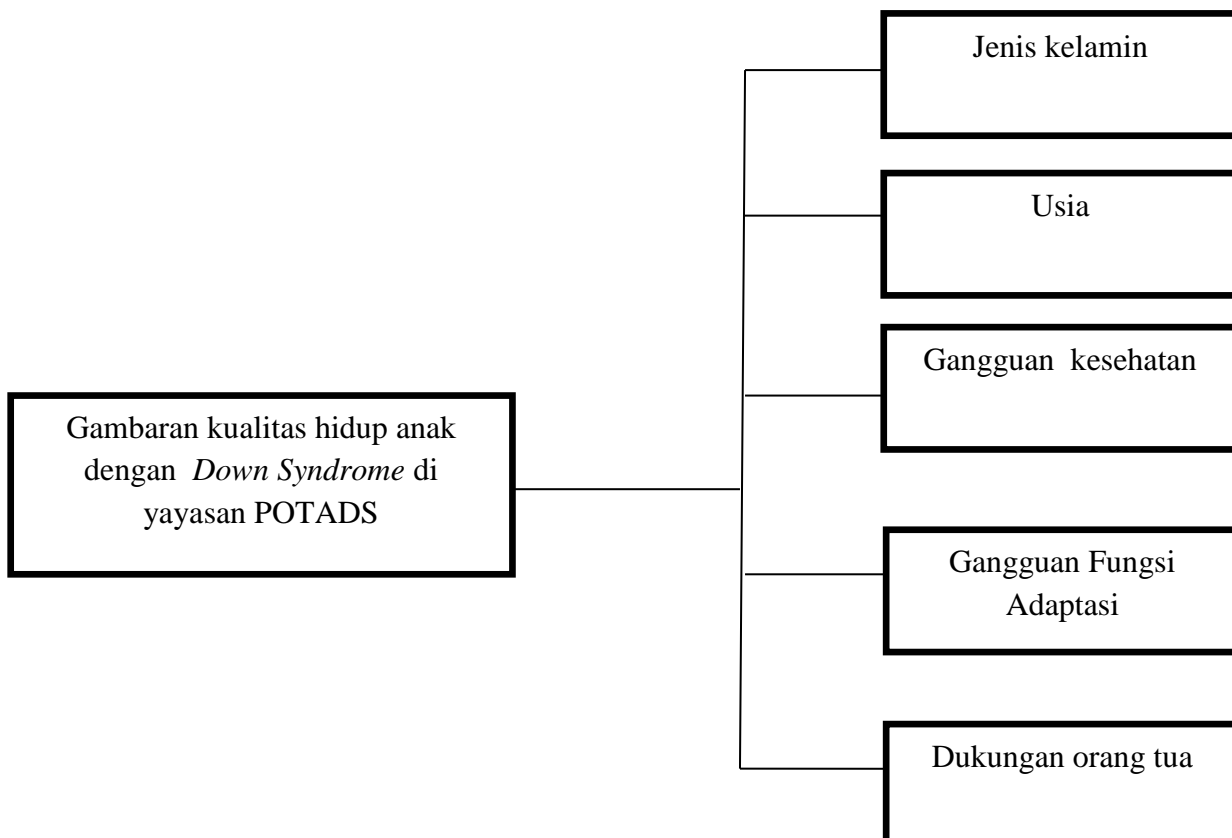 Jenis kelamin
Usia
Gangguan kesehatan
Gambaran kualitas hidup anak
dengan Down Syndrome di
yayasan POTADS
Gangguan Fungsi
Adaptasi
Dukungan orang tua